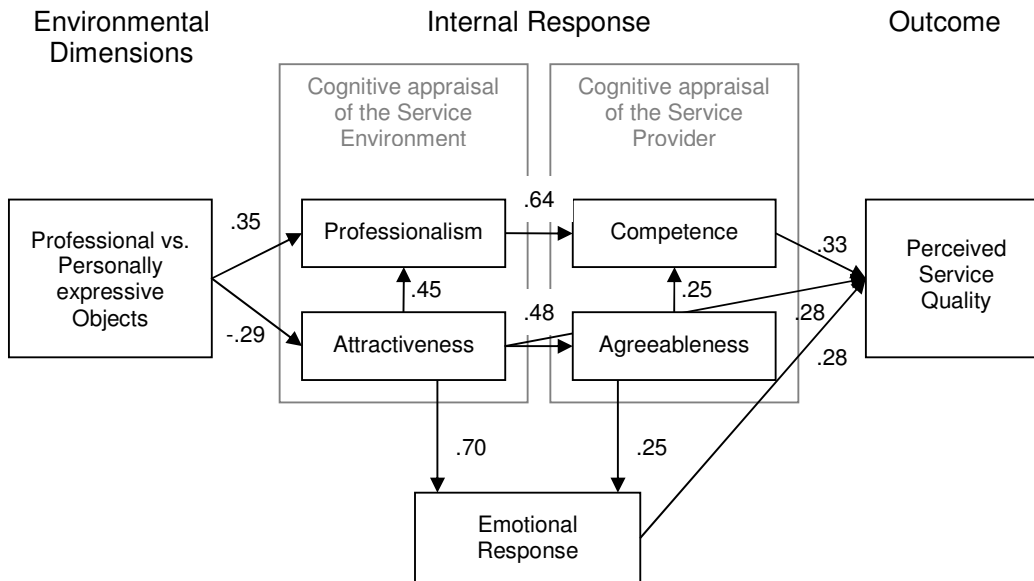 Environmental
Dimensions
Internal Response
Outcome
Cognitive appraisal
of the Service
Environment
Cognitive appraisal
of the Service
Provider
Professional vs.
Personally
expressive
Objects
.35
-.29
Professionalism
.64
Competence
.33
.45
.48
.25
.28
Attractiveness
Agreeableness
.28
Perceived
Service
Quality
.70
.25
Emotional
Response